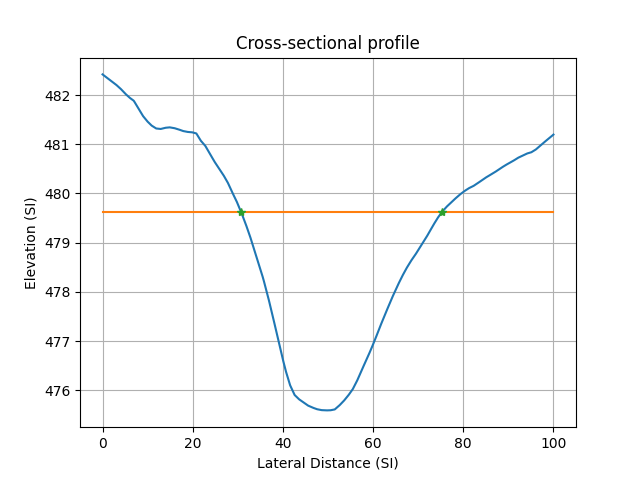 Cross-sectional profile
Elevation (SI)
482
481
480
479
478
477
476
0 20 40 60 80 100
Lateral Distance (SI)